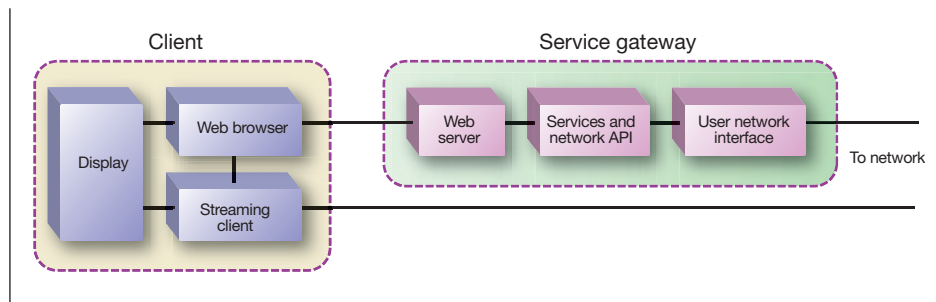 Client
Service gateway
Display
Web browser
Streaming
client
Web
server
Services and
network API
User network
interface
To network